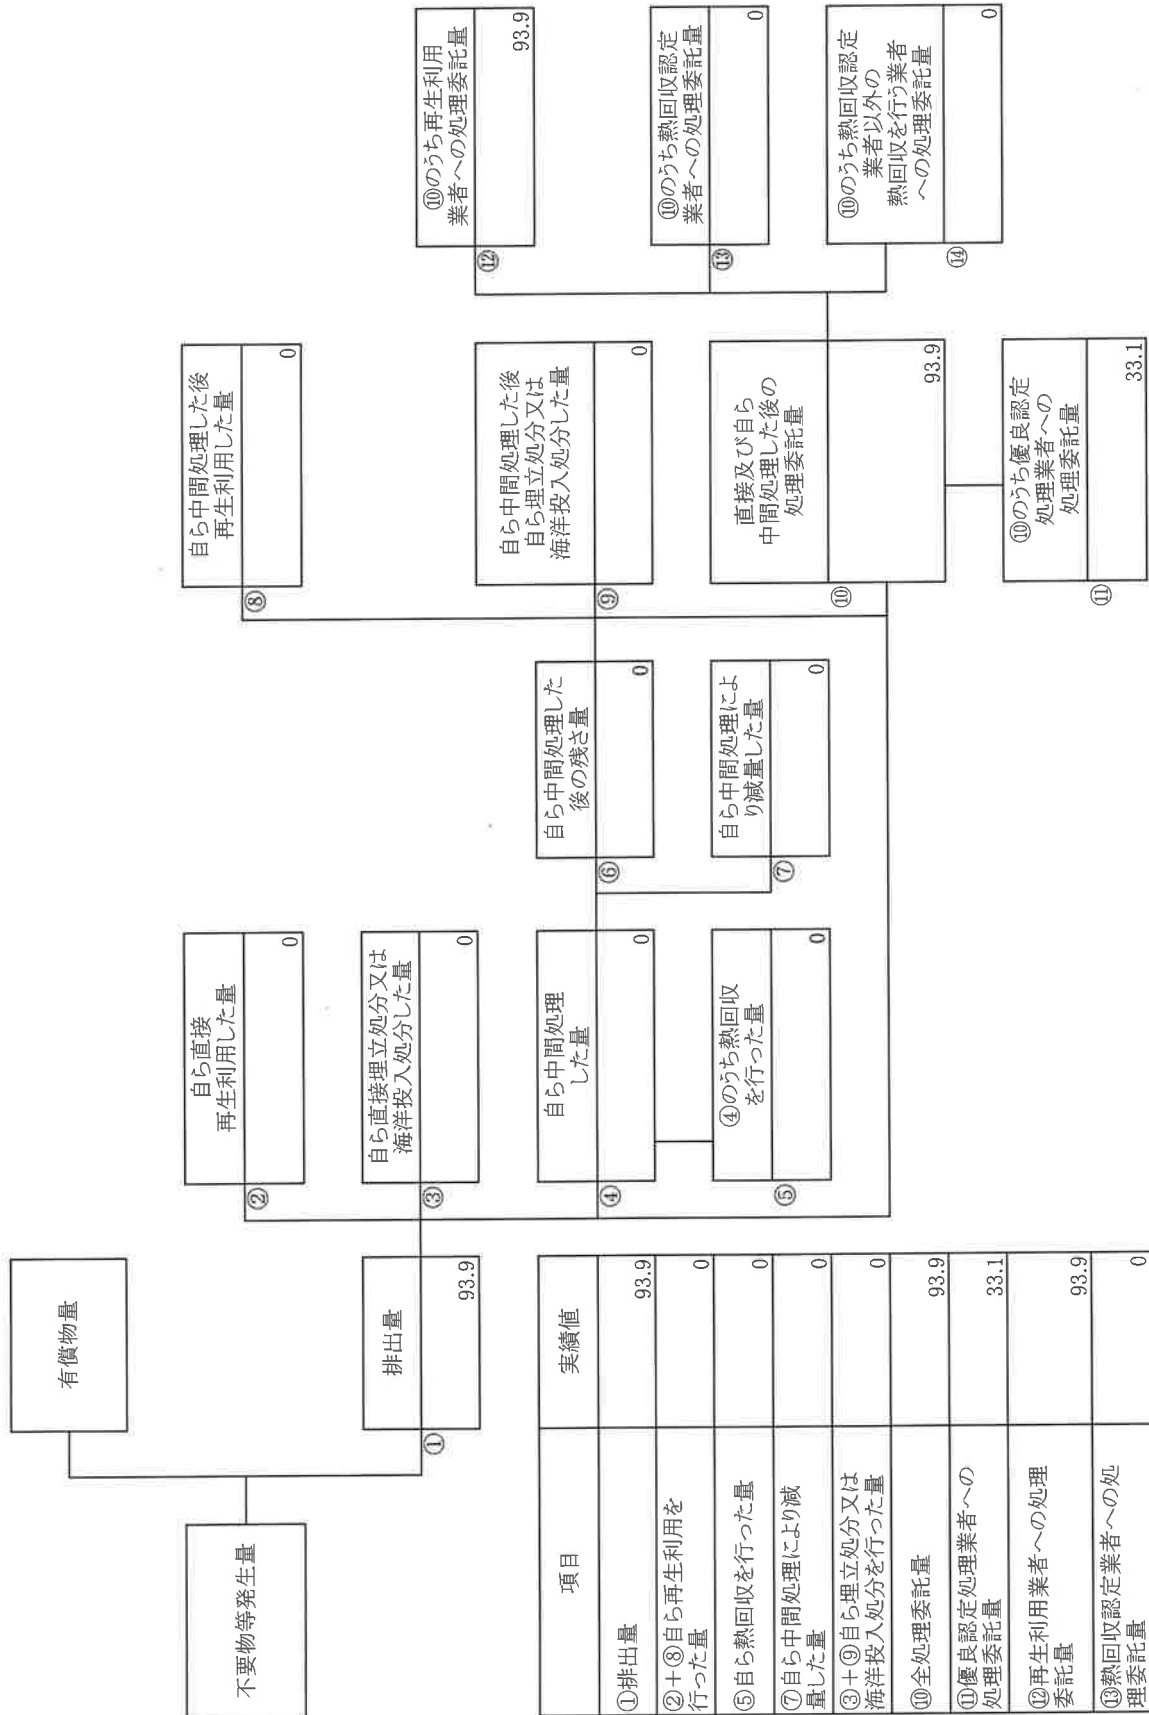 不要物等発生量
有償物量
①
排出量
93.9
②
自ら直接
再生利用した量
0
③
自ら直接埋立処分又は
海洋投入処分した量
0
④
自ら中間処理
した量
0
⑤
④のうち熱回収
を行った量
0
⑥
自ら中間処理した
後の残さ量
0
⑦
自ら中間処理によ
り減量した量
0
⑧
自ら中間処理した後
再生利用した量
0
⑨
自ら中間処理した後
自ら埋立処分又は
海洋投入処分した量
0
⑩
直接及び自ら
中間処理した後の
処理委託量
93.9
⑪
⑩のうち優良認定
処理業者への
処理委託量
33.1
⑫
⑩のうち再生利用
業者への処理委託量
93.9
⑬
⑩のうち熱回収認定
業者への処理委託量
0
⑭
⑩のうち熱回収認定
業者以外の
熱回収を行う業者
への処理委託量
0
項目 実績値
①排出量 93.9
②+⑧自ら再生利用を
行った量 0
⑤自ら熱回収を行った量 0
⑦自ら中間処理により減
量した量 0
③+⑨自ら埋立処分又は
海洋投入処分を行った量 0
⑩全処理委託量 93.9
⑪優良認定処理業者への
処理委託量 33.1
⑫再生利用業者への処理
委託量 93.9
⑬熱回収認定業者への処
理委託量 0